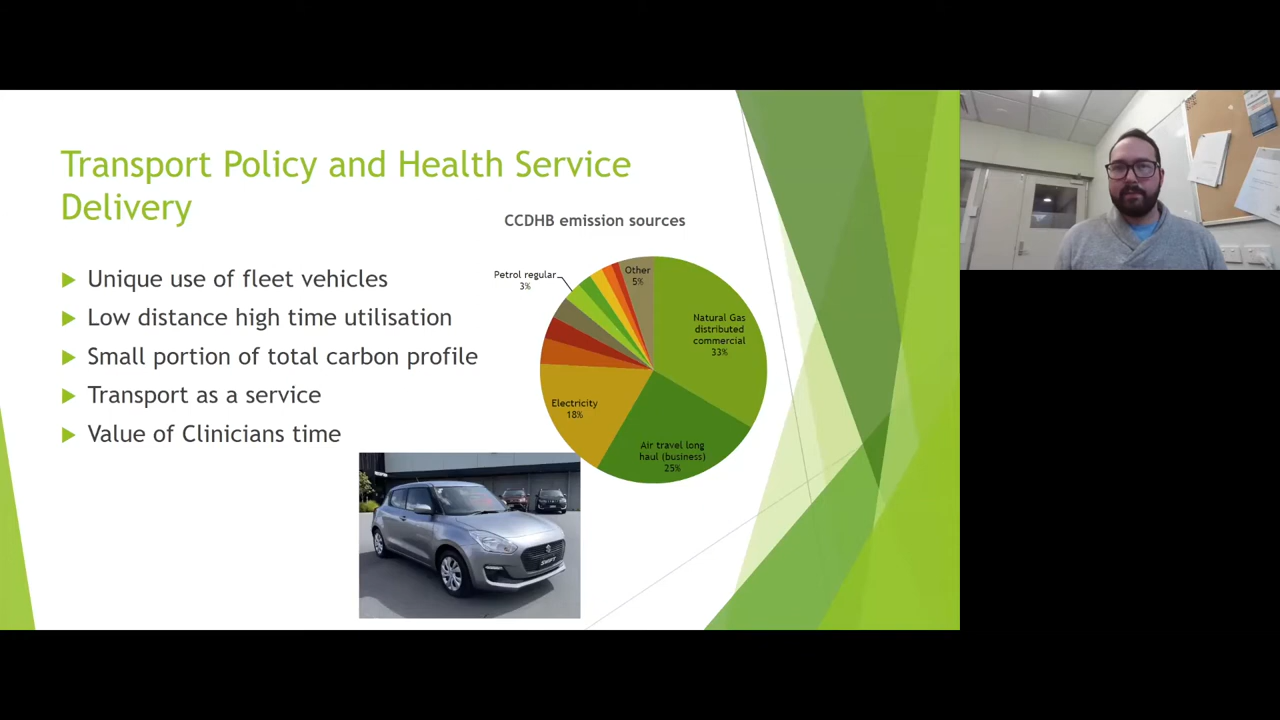 Transport Policy and Health Service
Delivery
Unique use of fleet vehicles
Low distance high time utilisation
Small portion of total carbon profile
Transport as a service
Value of Clinicians time
CCDHB emission sources
Petrol regular
3%
Other
5%
Natural Gas
distributed
commercial
33%
Electricity
18%
Air travel long
haul (business)
25%
SWIFT